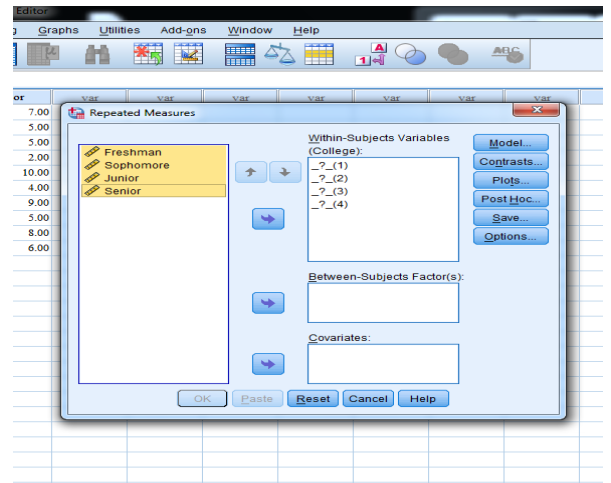 Editor
Graphs Utilities Add-ons Window Help
or var var var var var var var
7.00
5.00
5.00
2.00
10.00
4.00
9.00
5.00
8.00
6.00
Repeated Measures
Freshman
Sophomore
Junior
Senior
Within-Subjects Variables
(College):
_?_(1)
_?_(2)
_?_(3)
_?_(4)
Between-Subjects Factor(s):
Covariates:
Model...
Contrasts...
Plots...
Post Hoc...
Save...
Options...
OK Paste Reset Cancel Help